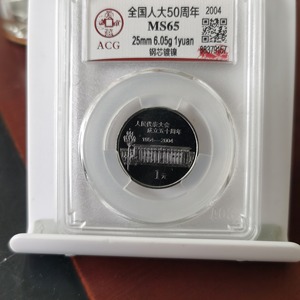 全国人大50周年 2004
MS65
25mm 6.05g 1yuan
钢芯镀镍
ACG
人民代表大会
成立五十周年
1954—2004
1元